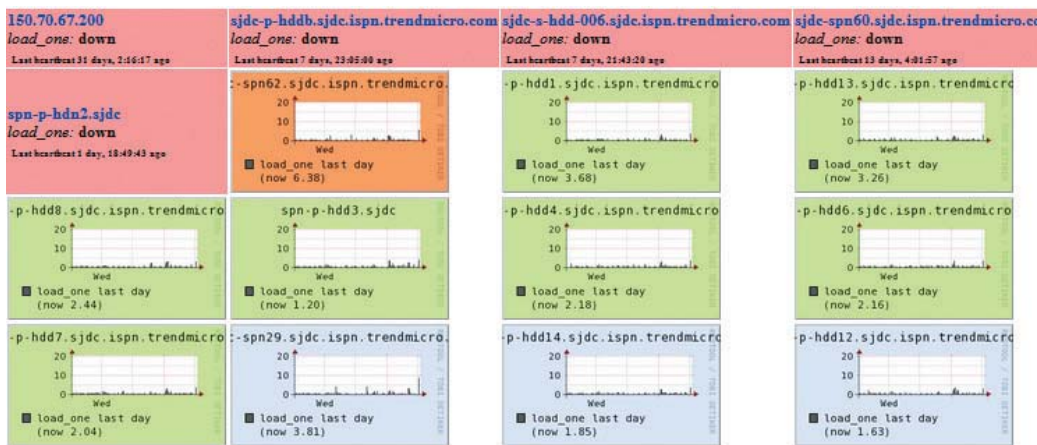 150.70.67.200
load_one: down
Last heartbeat 31 days, 2:16:17 ago
sjdc-p-hddb.sjdc.ispn.trendmicro.com
load_one: down
Last heartbeat 7 days, 23:05:00 ago
sjdc-s-hdd-006.sjdc.ispn.trendmicro.com
load_one: down
Last heartbeat 7 days, 21:43:20 ago
sjdc-spn60.sjdc.ispn.trendmicro.co
load_one: down
Last heartbeat 13 days, 4:01:57 ago
spn-p-hdn2.sjdc
load_one: down
Last heartbeat 1 day, 18:49:43 ago
c-spn62.sjdc.ispn.trendmicro.
20
10
0
Wed
load_one last day
(now 6.38)
-p-hdd1.sjdc.ispn.trendmicro
20
10
0
Wed
load_one last day
(now 3.68)
-p-hdd13.sjdc.ispn.trendmicro
20
10
0
Wed
load_one last day
(now 3.26)
-p-hdd8.sjdc.ispn.trendmicro
20
10
0
Wed
load_one last day
(now 2.44)
spn-p-hdd3.sjdc
20
10
0
Wed
load_one last day
(now 1.20)
-p-hdd4.sjdc.ispn.trendmicro
20
10
0
Wed
load_one last day
(now 2.18)
-p-hdd6.sjdc.ispn.trendmicro
20
10
0
Wed
load_one last day
(now 2.16)
-p-hdd7.sjdc.ispn.trendmicro
20
10
0
Wed
load_one last day
(now 2.04)
c-spn29.sjdc.ispn.trendmicro.
20
10
0
Wed
load_one last day
(now 3.81)
-p-hdd14.sjdc.ispn.trendmicro
20
10
0
Wed
load_one last day
(now 1.85)
-p-hdd12.sjdc.ispn.trendmicro
20
10
0
Wed
load_one last day
(now 1.63)